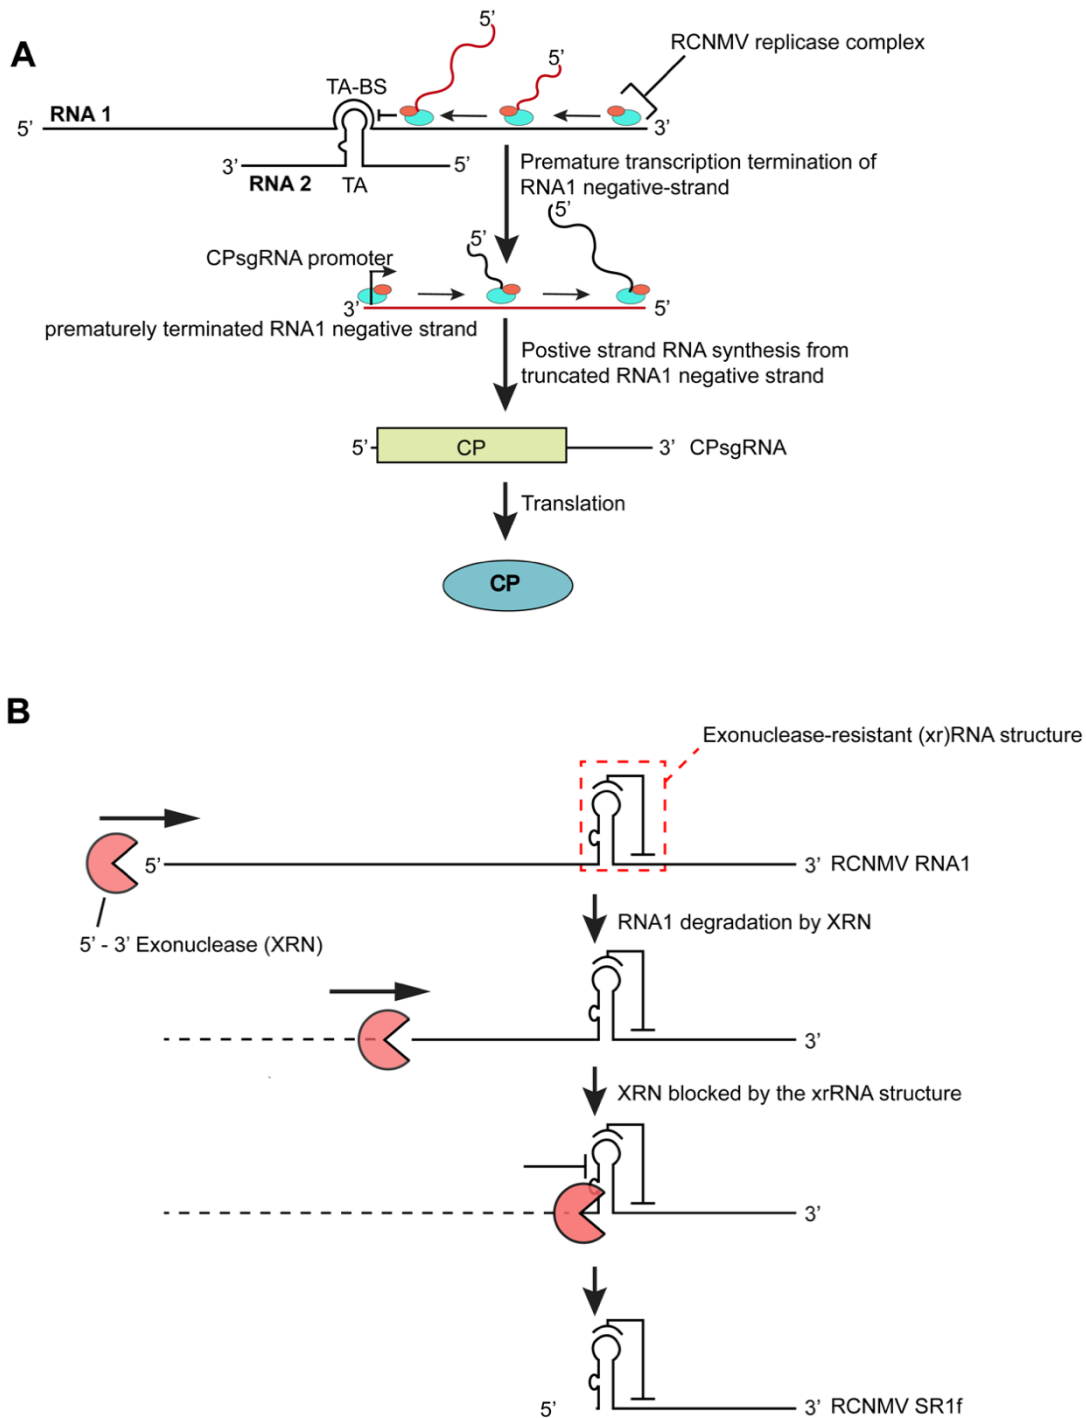 A
5’
RCNMV replicase complex
5’
TA-BS
RNA 1
5’
3’
3’
5’
RNA 2
TA
Premature transcription termination of
RNA1 negative-strand
5’
5’
CPsgRNA promoter
3’
5’
prematurely terminated RNA1 negative strand
Postive strand RNA synthesis from
truncated RNA1 negative strand
5’
CP
3’ CPsgRNA
Translation
CP
B
Exonuclease-resistant (xr)RNA structure
5’
3’ RCNMV RNA1
5’ - 3’ Exonuclease (XRN)
RNA1 degradation by XRN
3’
XRN blocked by the xrRNA structure
3’
5’
3’ RCNMV SR1f